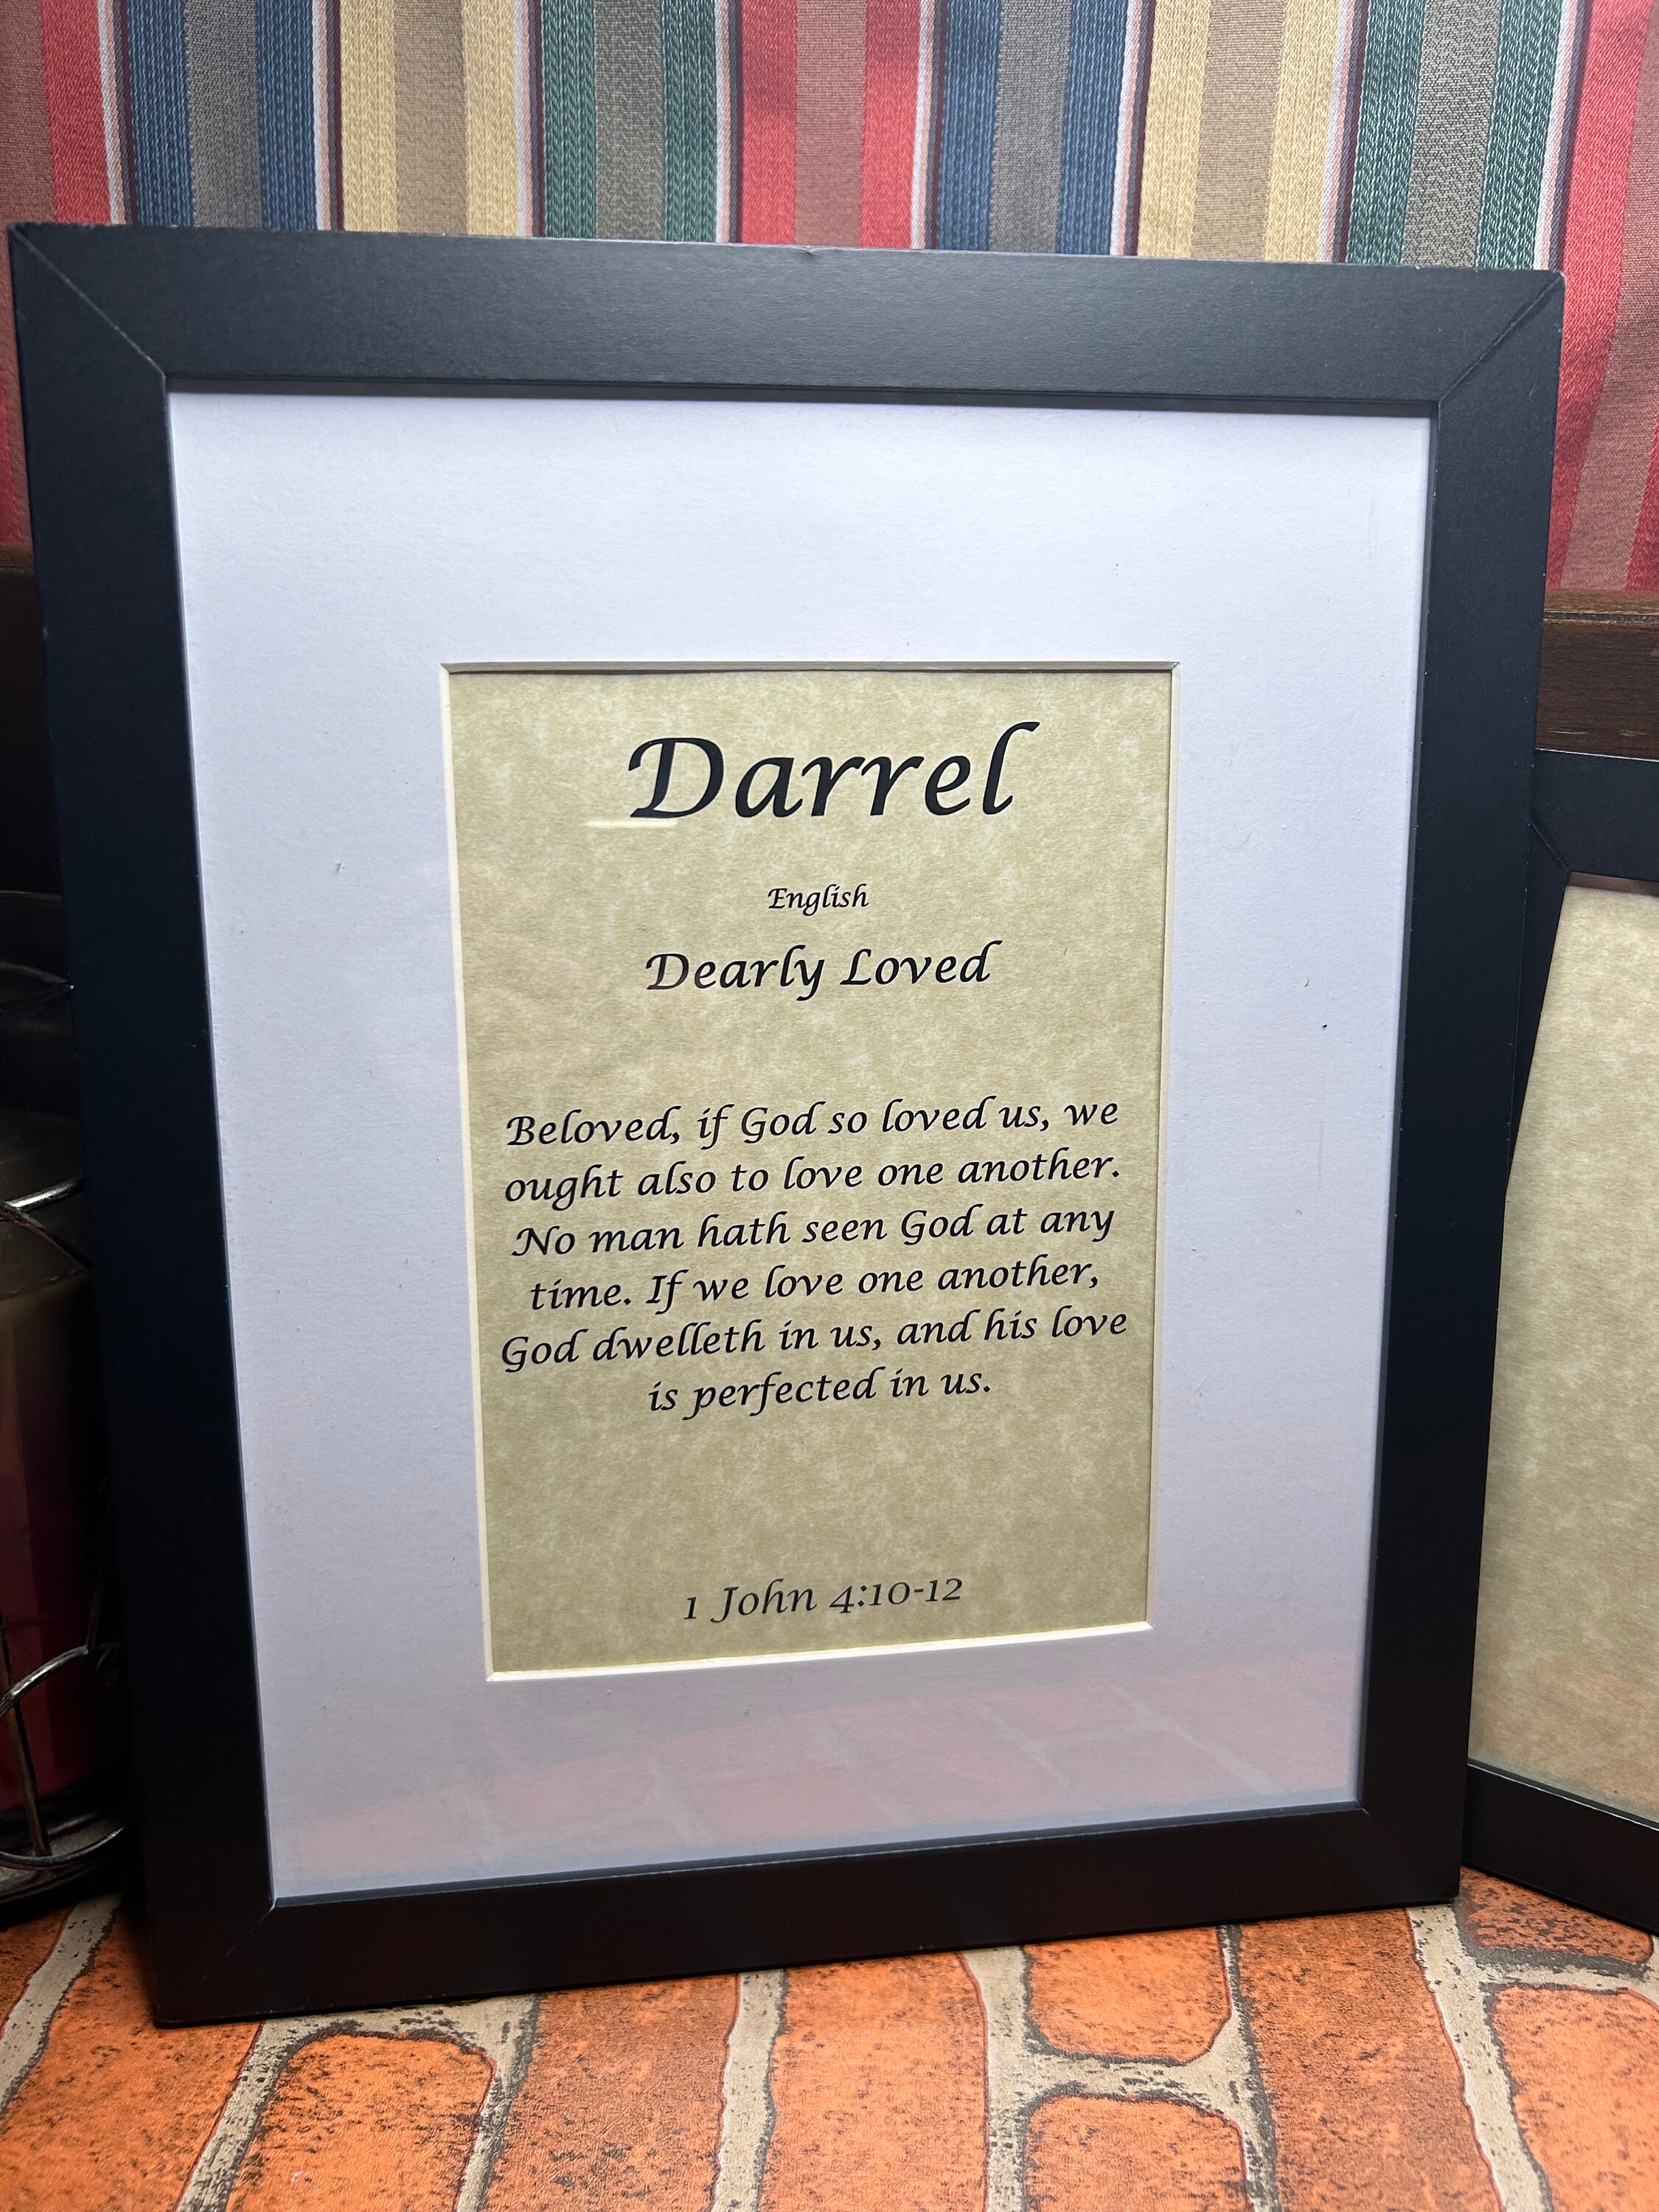 Darrel
English
Dearly Loved
Beloved, if God so loved us, we
ought also to love one another.
No man hath seen God at any
time. If we love one another,
God dwelleth in us, and his love
is perfected in us.
1 John 4:10-12